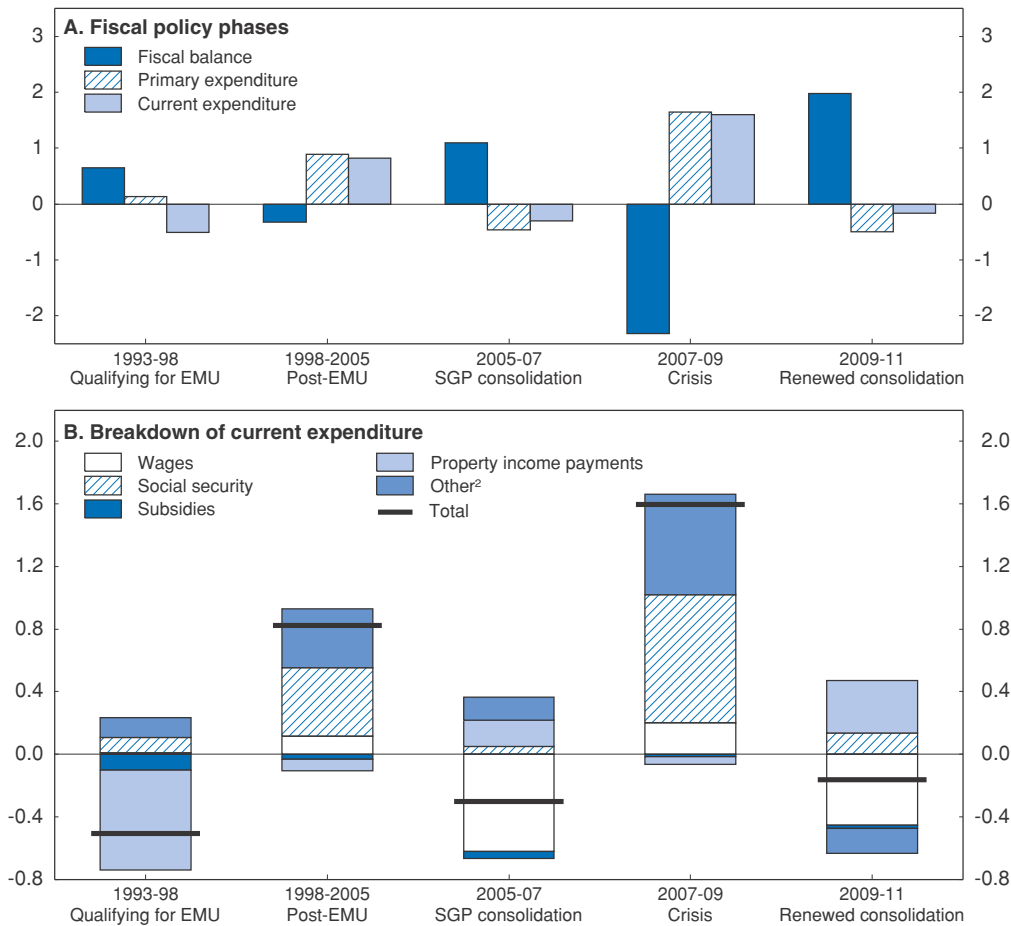 A. Fiscal policy phases
Fiscal balance
Primary expenditure
Current expenditure
3 3
2 2
1 1
0 0
-1 -1
-2 -2
1993-98 1998-2005 2005-07 2007-09 2009-11
Qualifying for EMU Post-EMU SGP consolidation Crisis Renewed consolidation
B. Breakdown of current expenditure
Wages Property income payments
Social security Other²
Subsidies Total
2.0 2.0
1.6 1.6
1.2 1.2
0.8 0.8
0.4 0.4
0.0 0.0
-0.4 -0.4
-0.8 -0.8
1993-98 1998-2005 2005-07 2007-09 2009-11
Qualifying for EMU Post-EMU SGP consolidation Crisis Renewed consolidation